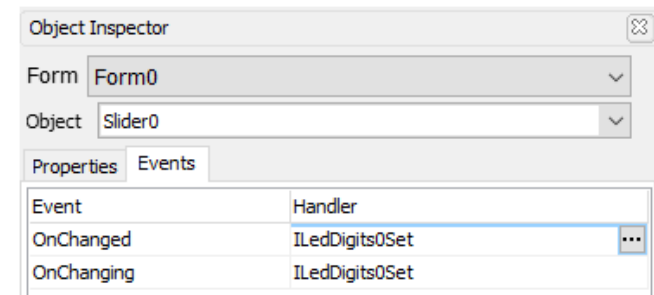 Object Inspector
Form Form0
Object Slider0
Properties Events
Event Handler
OnChanged ILedDigits0Set ...
OnChanging ILedDigits0Set